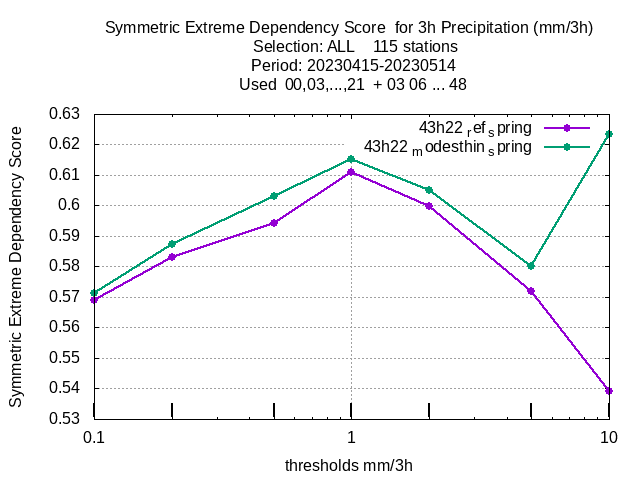 Symmetric Extreme Dependency Score  for 3h Precipitation (mm/3h)
Selection: ALL    115 stations
Period: 20230415-20230514
Used  00,03,...,21  + 03 06 ... 48
43h22 ref spring
43h22 modesthin spring
Symmetric Extreme Dependency Score
0.63
0.62
0.61
0.6
0.59
0.58
0.57
0.56
0.55
0.54
0.53
0.1 1 10
thresholds mm/3h